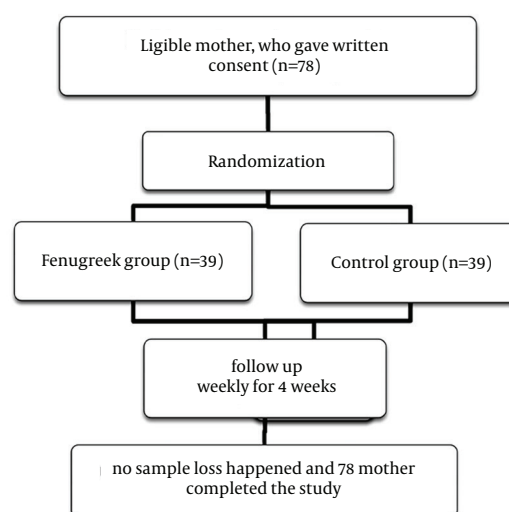 Ligible mother, who gave written
consent (n=78)
Randomization
Fenugreek group (n=39)
Control group (n=39)
follow up
weekly for 4 weeks
no sample loss happened and 78 mother
completed the study